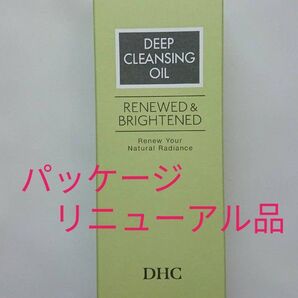 DEEP
CLEANSING
OIL
RENEWED &
BRIGHTENED
Renew Your
Natural Radiance
パッケージ
リニューアル品
DHC